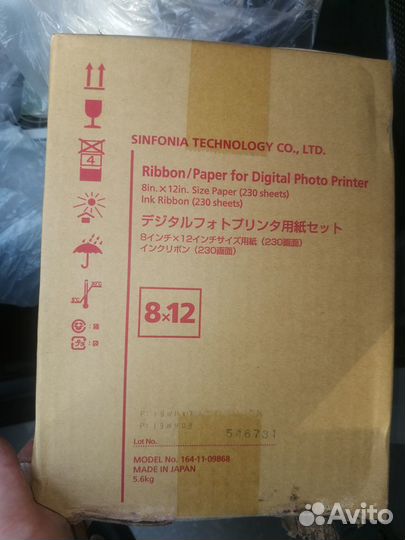 SINFONIA TECHNOLOGY CO., LTD.
Ribbon/Paper for Digital Photo Printer
8in. × 12in. Size Paper (230 sheets)
Ink Ribbon (230 sheets)
デジタルフォトプリンタ用紙セット
8インチ×12インチサイズ用紙（230画面）
インクリボン（230画面）
4
8×12
Lot No.
546731
MODEL No. 164-11-09868
MADE IN JAPAN
5.6kg
Avito